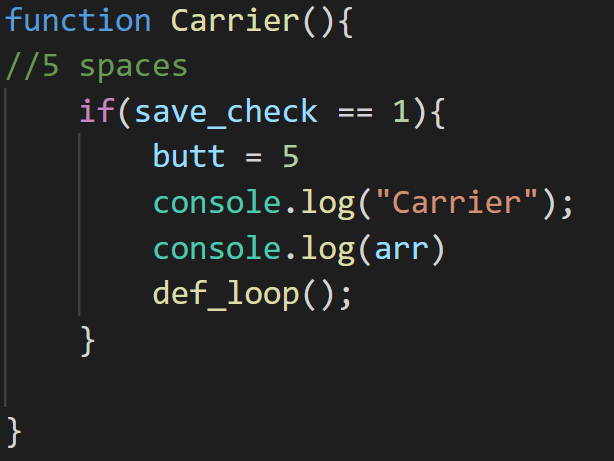 function Carrier(){
//5 spaces
    if(save_check == 1){
        butt = 5
        console.log("Carrier");
        console.log(arr)
        def_loop();
    }
}